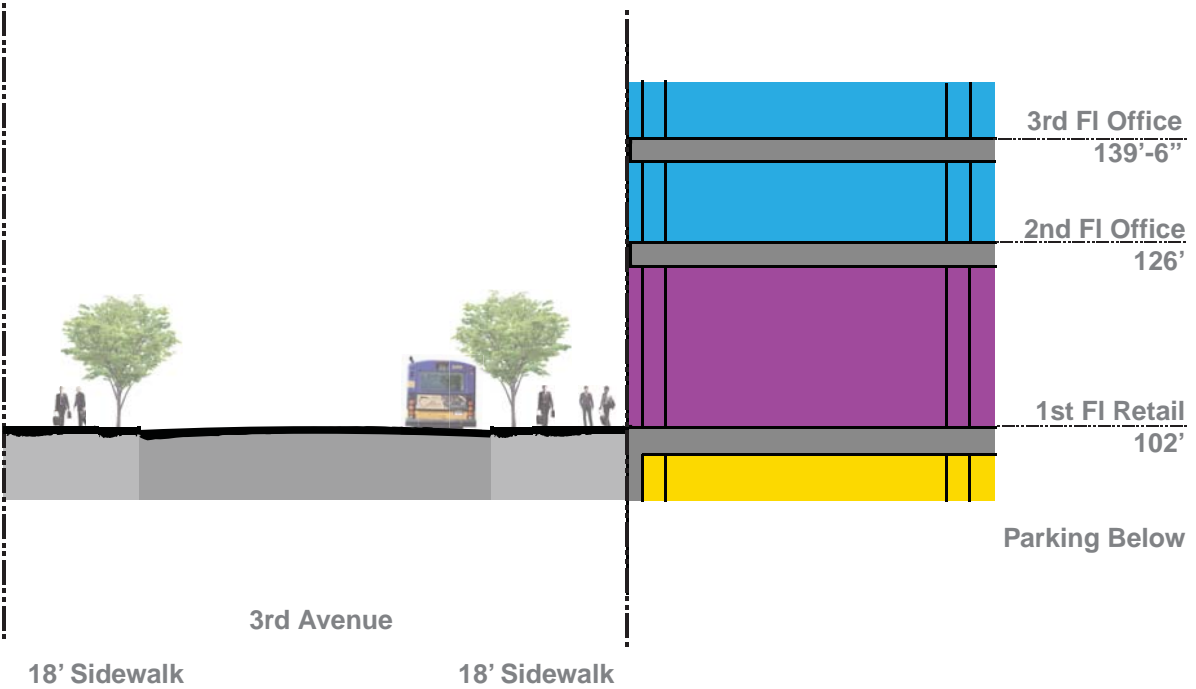 3rd Fl Office
139’-6”
2nd Fl Office
126’
1st Fl Retail
102’
Parking Below
3rd Avenue
18’ Sidewalk
18’ Sidewalk